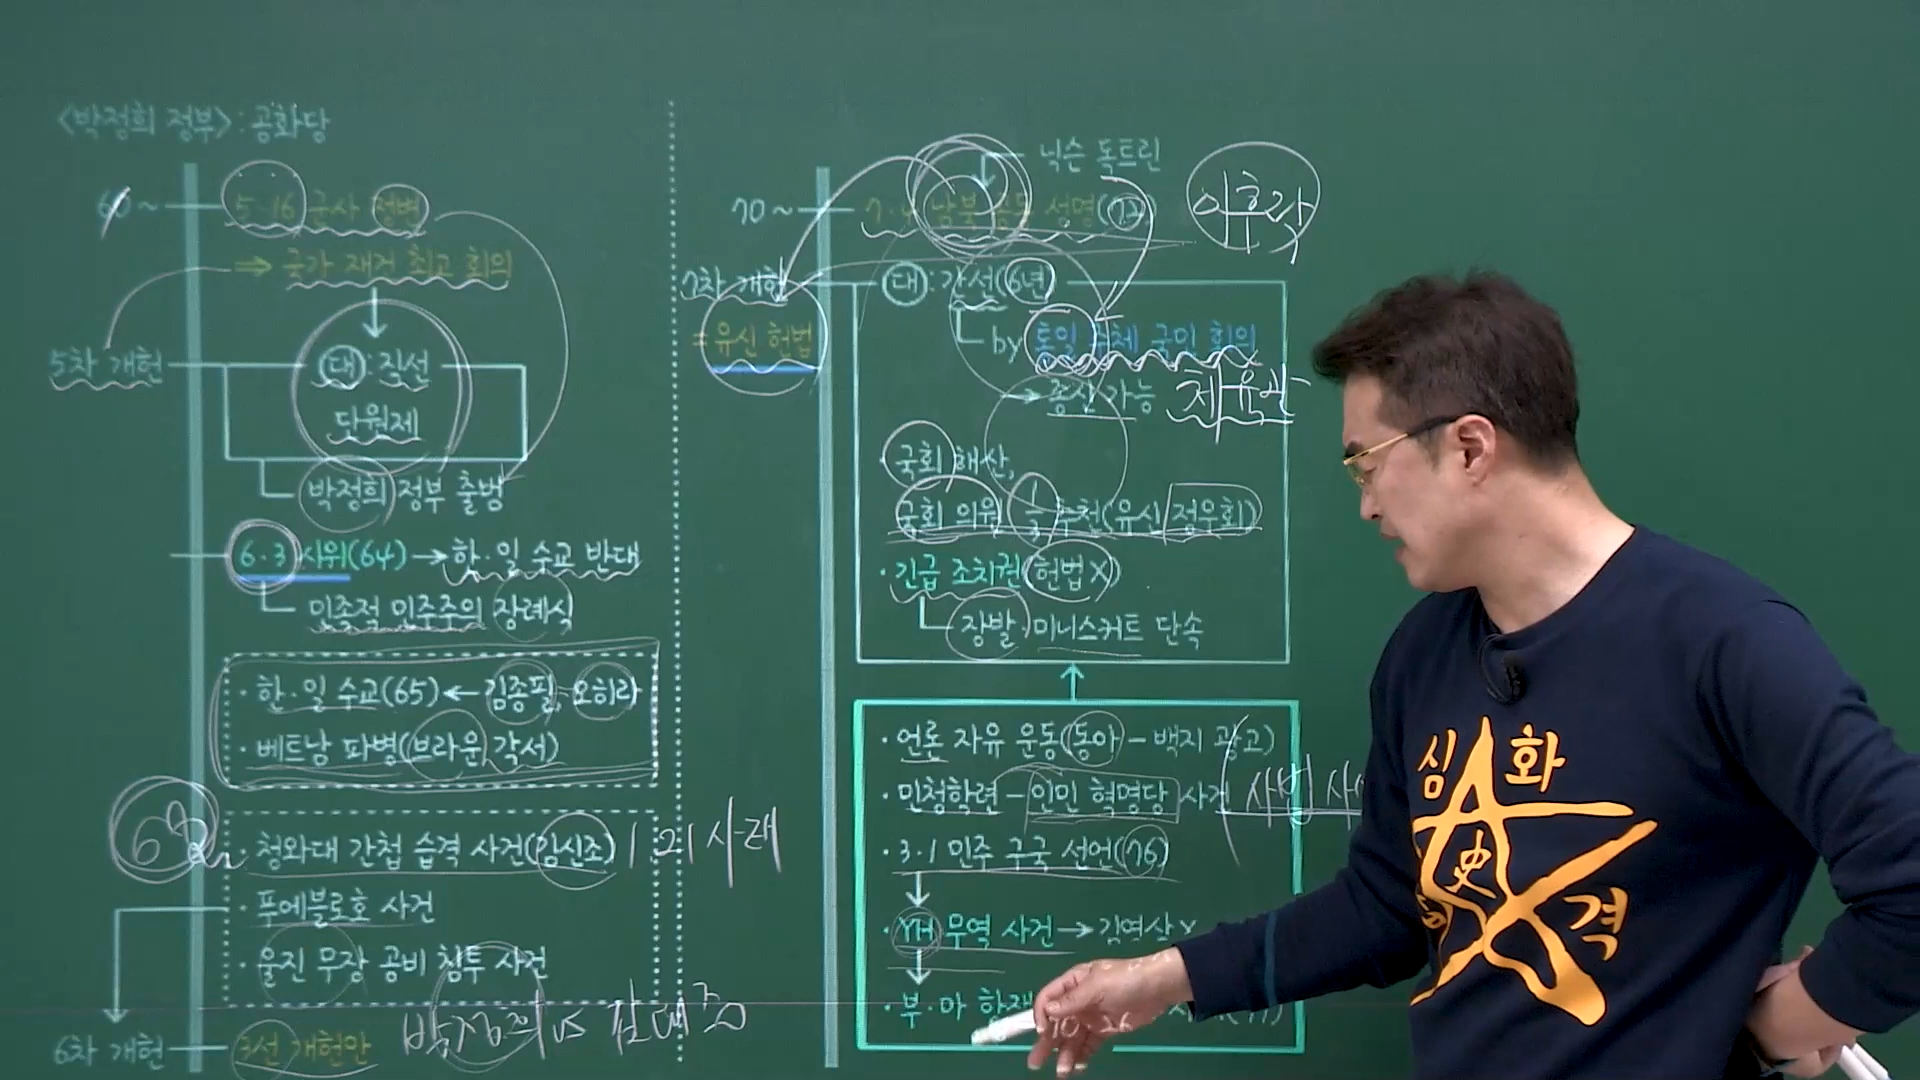 <박정희 정부> : 공화당
60 ~
5·16 군사 정변
⇒ 국가 재건 최고 회의
5차 개헌
대 : 직선
단원제
박정희 정부 출범
6·3 시위(64) → 한·일 수교 반대
민족적 민주주의 장례식
· 한·일 수교(65) ← 김종필, 오히라
· 베트남 파병(브라운 각서)
68
· 청와대 간첩 습격 사건(김신조) 1.21 사태
· 푸에블로호 사건
· 울진 무장 공비 침투 사건
6차 개헌
3선 개헌안
박정희 vs 김대중
닉슨 독트린
70 ~
7·4 남북 공동 성명(72)
이후락
7차 개헌
= 유신 헌법
대 : 간선(6년)
by 통일 주체 국민 회의
→ 종신 가능
체육관
· 국회 해산,
국회 의원 1/3 추천(유신 정우회)
· 긴급 조치권(헌법X)
장발, 미니스커트 단속
· 언론 자유 운동(동아 - 백지 광고)
· 민청학련 - 인민 혁명당 사건
(사법 사
· 3·1 민주 구국 선언(76)
· YH 무역 사건 → 김영삼 X
· 부·마 항쟁
심화
史
격